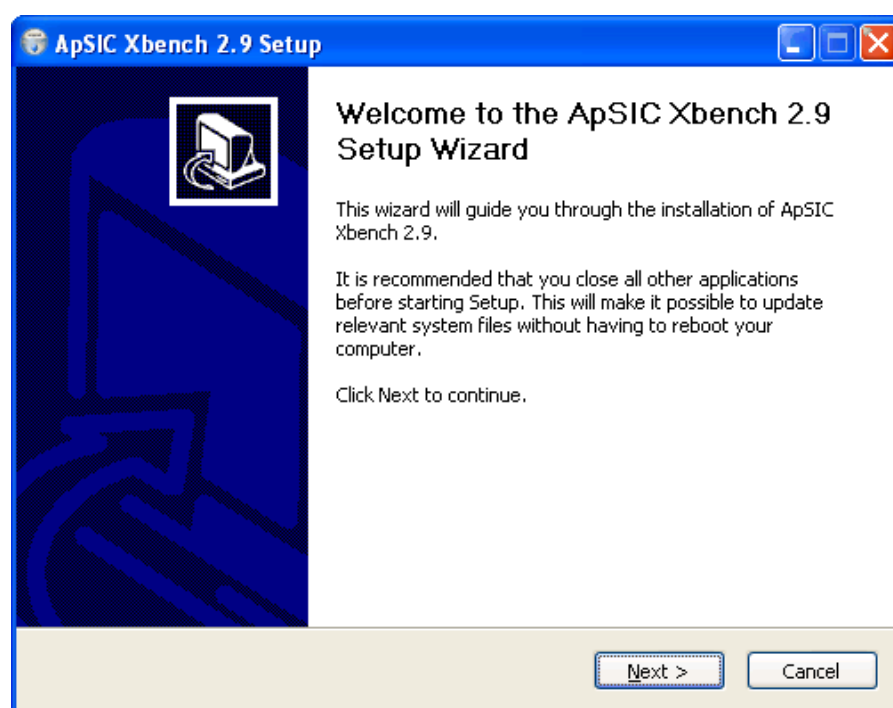 ApSIC Xbench 2.9 Setup
Welcome to the ApSIC Xbench 2.9
Setup Wizard
This wizard will guide you through the installation of ApSIC
Xbench 2.9.
It is recommended that you close all other applications
before starting Setup. This will make it possible to update
relevant system files without having to reboot your
computer.
Click Next to continue.
Next >
Cancel